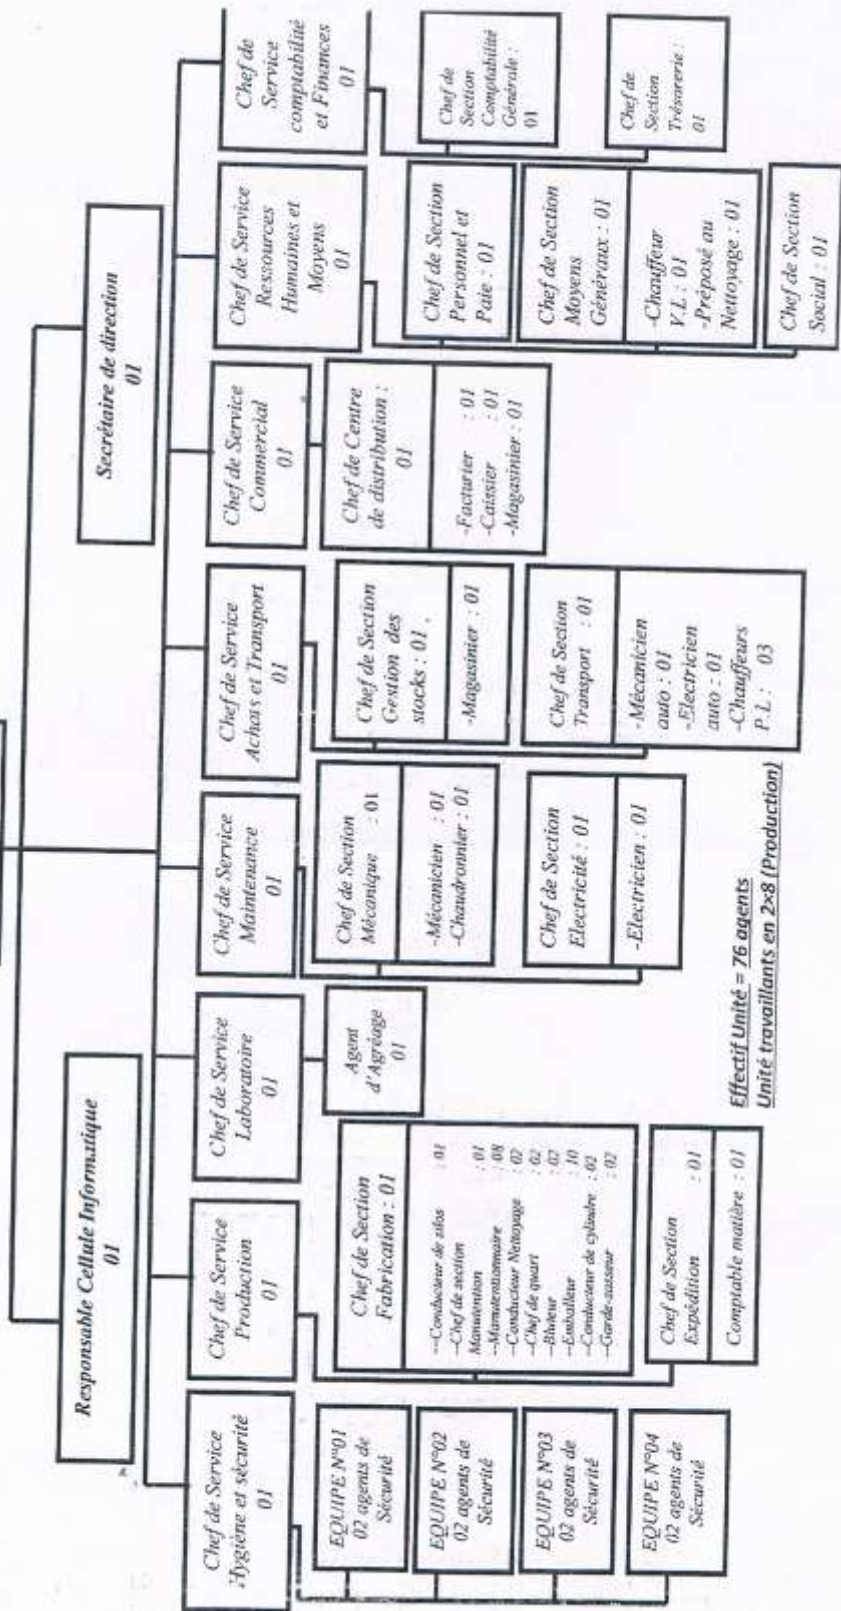 Responsable Cellule Informatique
01
Secrétaire de direction
01
Chef de Service
Hygiène et sécurité
01
EQUIPE N°01
02 agents de
Sécurité
EQUIPE N°02
02 agents de
Sécurité
EQUIPE N°03
02 agents de
Sécurité
EQUIPE N°04
02 agents de
Sécurité
Chef de Service
Production
01
Chef de Section
Fabrication : 01
--Conducteur de silos : 01
--Chef de section
Manutention : 01
--Manutentionnaire : 08
--Conducteur Nettoyage : 02
--Chef de quart : 02
--Bluteur : 02
--Emballeur : 10
--Conducteur de cylindre : 02
--Garde-sasseur : 02
Chef de Section
Expédition : 01
Comptable matière : 01
Chef de Service
Laboratoire
01
Agent
d'Agréage
01
Chef de Service
Maintenance
01
Chef de Section
Mécanique : 01
-Mécanicien : 01
-Chaudronnier : 01
Chef de Section
Electricité : 01
-Electricien : 01
Chef de Service
Achats et Transport
01
Chef de Section
Gestion des
stocks : 01 .
-Magasinier : 01
Chef de Section
Transport : 01
-Mécanicien
auto : 01
-Electricien
auto : 01
-Chauffeurs
P.L : 03
Chef de Service
Commercial
01
Chef de Centre
de distribution :
01
-Facturier : 01
-Caissier : 01
-Magasinier : 01
Chef de Service
Ressources
Humaines et
Moyens
01
Chef de Section
Personnel et
Paie : 01
Chef de Section
Moyens
Généraux : 01
-Chauffeur
V.L : 01
-Préposé au
Nettoyage : 01
Chef de Section
Social : 01
Chef de
Service
comptabilité
et Finances
01
Chef de
Section
Comptabilité
Générale :
01
Chef de
Section
Trésorerie :
01
Effectif Unité = 76 agents
Unité travaillants en 2×8 (Production)